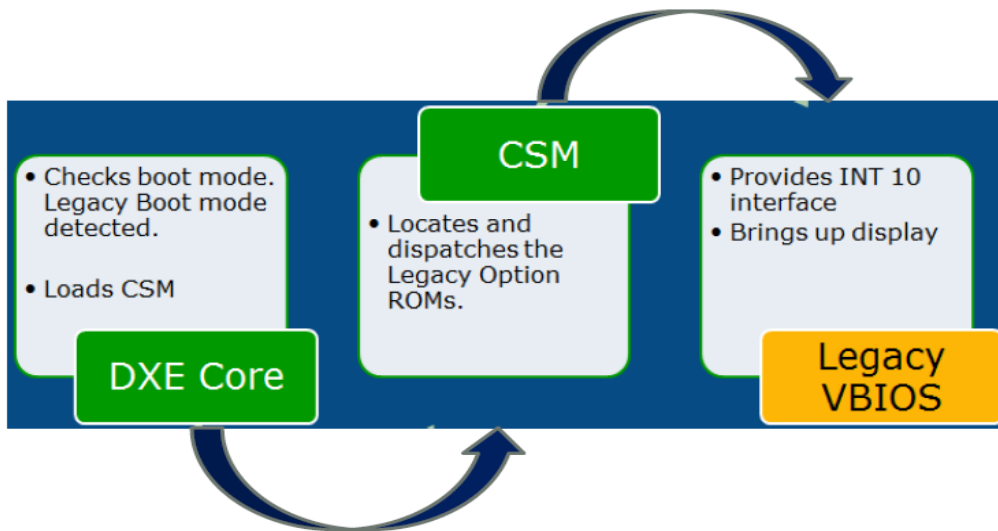 • Checks boot mode.
Legacy Boot mode
detected.
• Loads CSM
DXE Core
CSM
• Locates and
dispatches the
Legacy Option
ROMs.
• Provides INT 10
interface
• Brings up display
Legacy
VBIOS